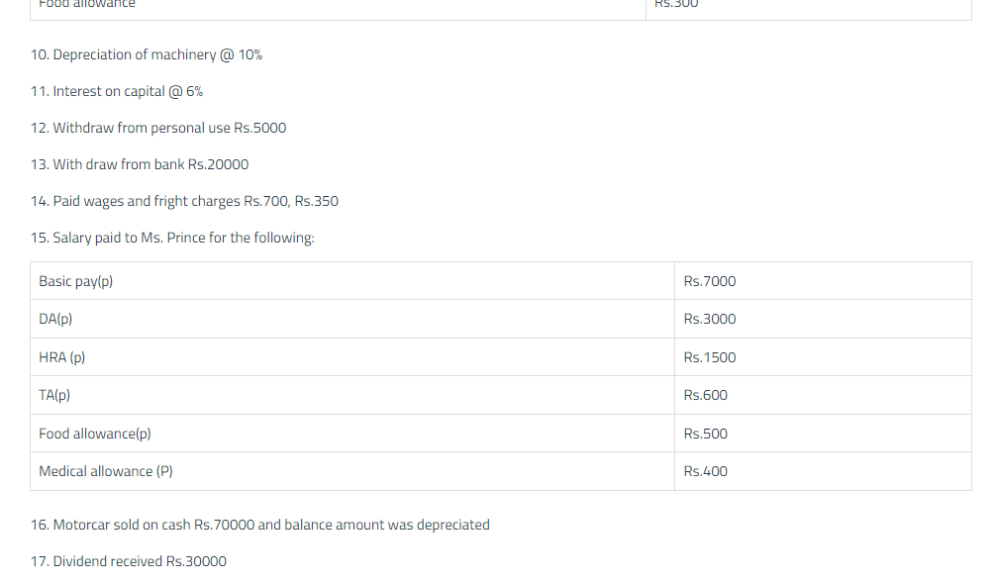 Food allowance Rs.300
10. Depreciation of machinery @ 10%
11. Interest on capital @ 6%
12. Withdraw from personal use Rs.5000
13. With draw from bank Rs.20000
14. Paid wages and fright charges Rs.700, Rs.350
15. Salary paid to Ms. Prince for the following:
Basic pay(p) Rs.7000
DA(p) Rs.3000
HRA (p) Rs.1500
TA(p) Rs.600
Food allowance(p) Rs.500
Medical allowance (P) Rs.400
16. Motorcar sold on cash Rs.70000 and balance amount was depreciated
17. Dividend received Rs.30000